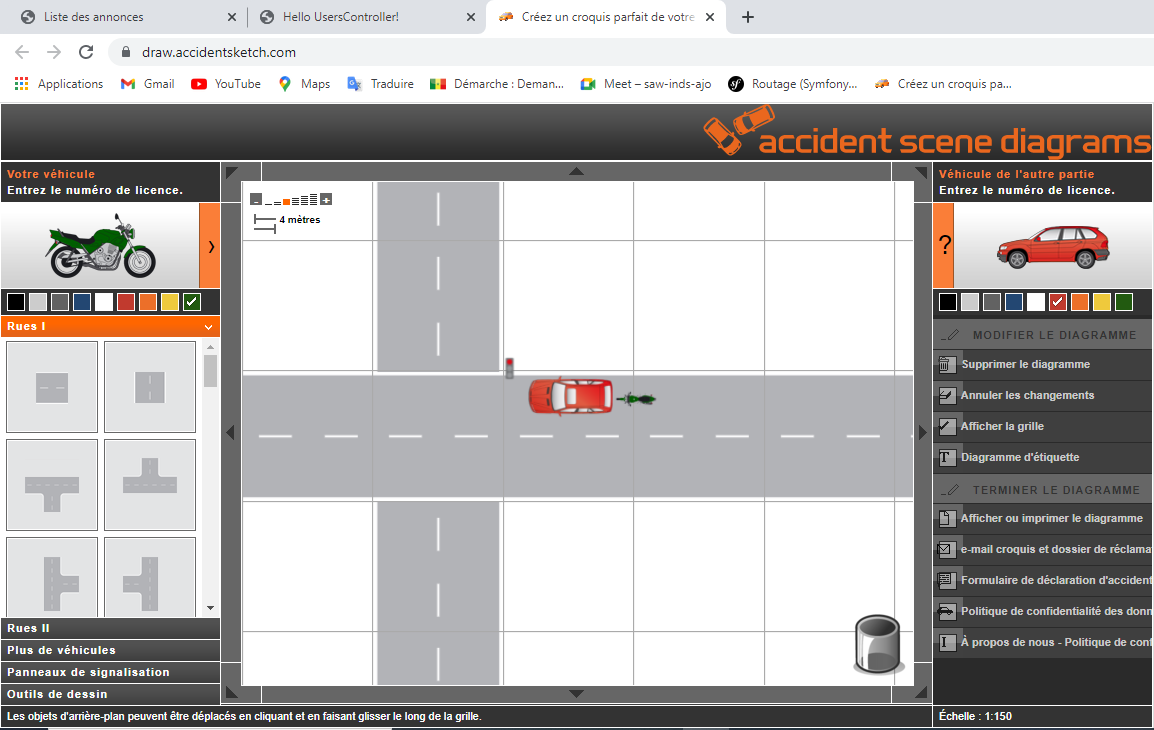 Liste des annonces
Hello UsersController!
Créez un croquis parfait de votre
draw.accidentsketch.com
Applications
Gmail
YouTube
Maps
Traduire
Démarche : Deman...
Meet – saw-inds-ajo
Routage (Symfony...
Créez un croquis pa...
accident scene diagrams
Votre véhicule
Entrez le numéro de licence.
4 mètres
Véhicule de l'autre partie
Entrez le numéro de licence.
?
Rues I
MODIFIER LE DIAGRAMME
Supprimer le diagramme
Annuler les changements
Afficher la grille
Diagramme d'étiquette
TERMINER LE DIAGRAMME
Afficher ou imprimer le diagramme
e-mail croquis et dossier de réclama
Formulaire de déclaration d'accident
Politique de confidentialité des donn
À propos de nous - Politique de conf
Rues II
Plus de véhicules
Panneaux de signalisation
Outils de dessin
Les objets d'arrière-plan peuvent être déplacés en cliquant et en faisant glisser le long de la grille.
Échelle : 1:150